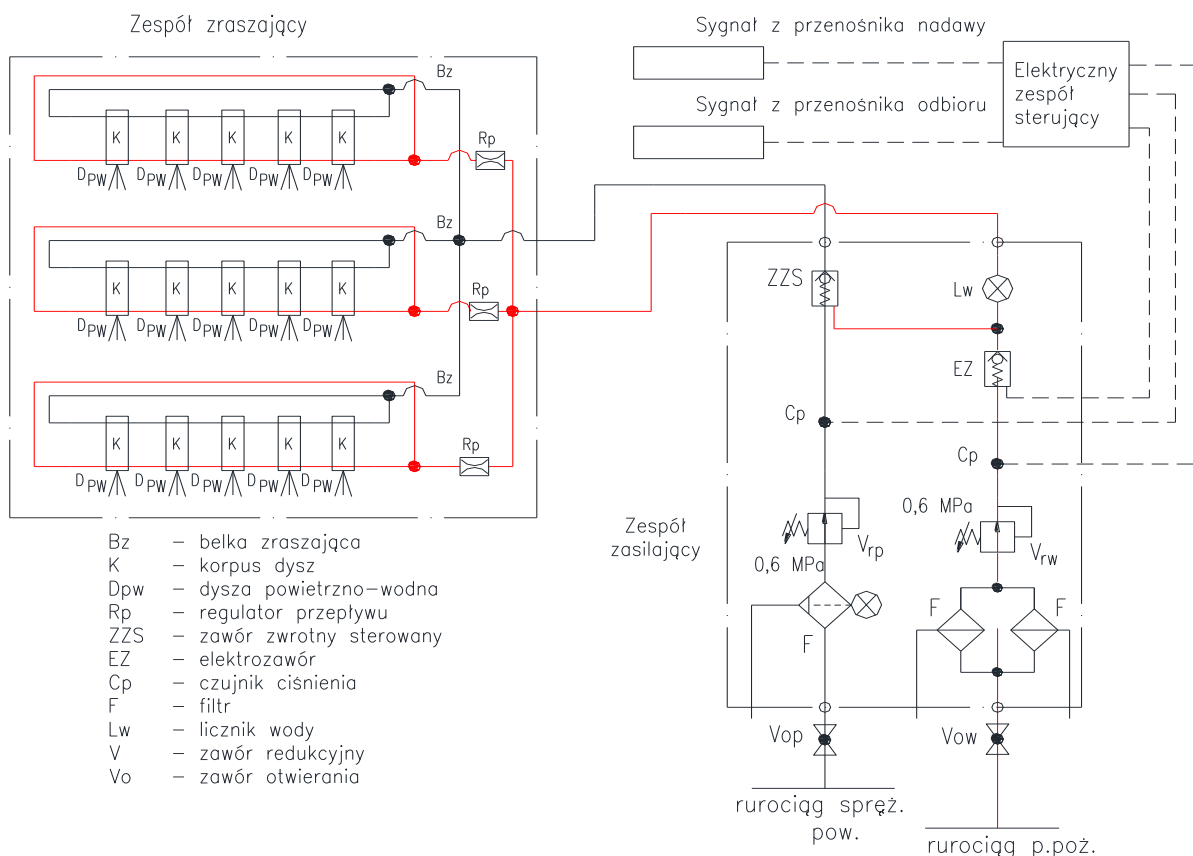 Zespół zraszający
Bz
K K K K K
Rp
DPW DPW DPW DPW DPW
Bz
K K K K K
Rp
DPW DPW DPW DPW DPW
Bz
K K K K K
Rp
DPW DPW DPW DPW DPW
Bz – belka zraszająca
K – korpus dysz
Dpw – dysza powietrzno-wodna
Rp – regulator przepływu
ZZS – zawór zwrotny sterowany
EZ – elektrozawór
Cp – czujnik ciśnienia
F – filtr
Lw – licznik wody
V – zawór redukcyjny
Vo – zawór otwierania
Sygnał z przenośnika nadawy
Sygnał z przenośnika odbioru
Elektryczny
zespół
sterujący
ZZS
Lw
EZ
Cp
Cp
0,6 MPa
Vrp
0,6 MPa
Vrw
Zespół
zasilający
F
F
F
Vop
Vow
rurociąg spręż.
pow.
rurociąg p.poż.